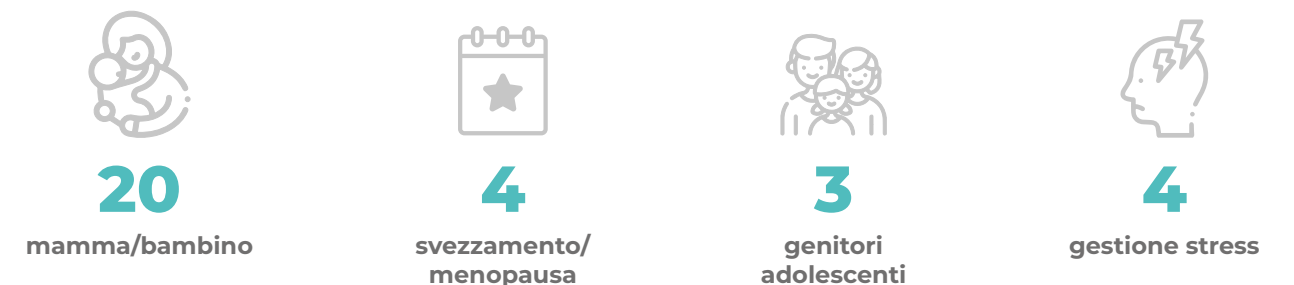 20
mamma/bambino
4
svezzamento/
menopausa
3
genitori
adolescenti
4
gestione stress